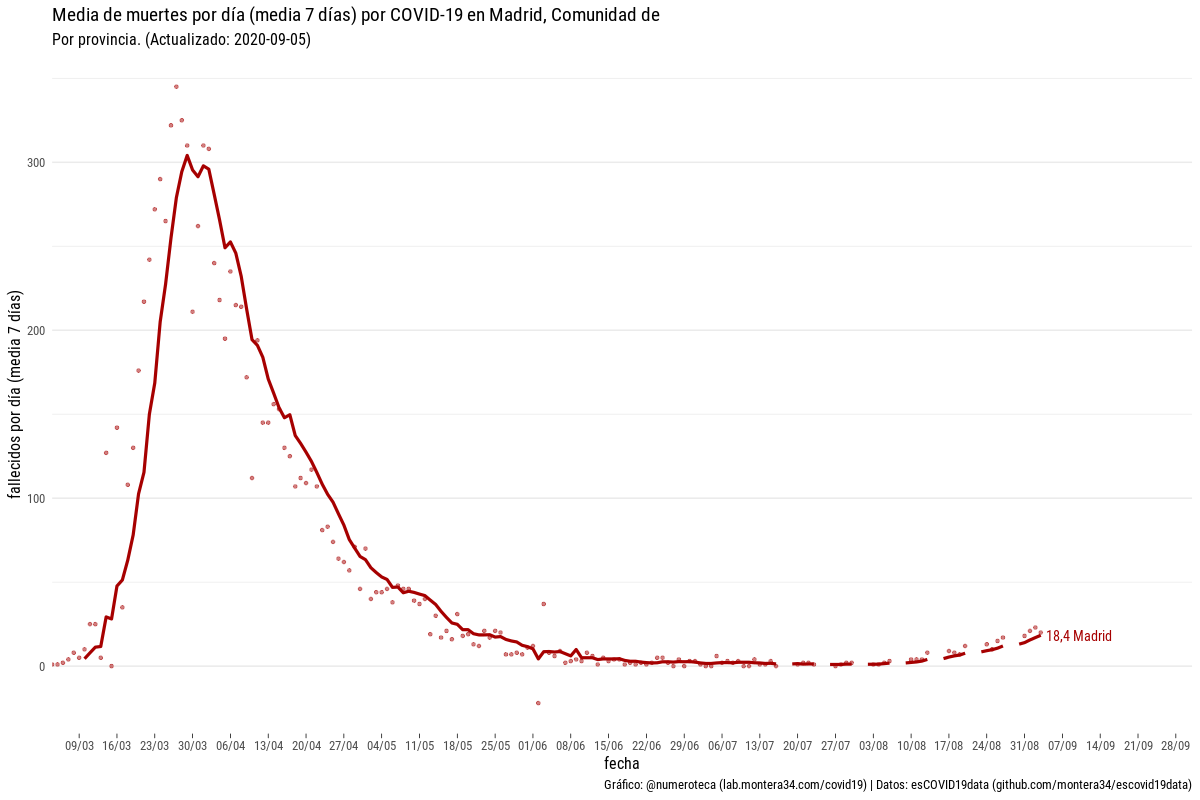 Media de muertes por día (media 7 días) por COVID-19 en Madrid, Comunidad de
Por provincia. (Actualizado: 2020-09-05)
fallecidos por día (media 7 días)
300
200
100
0
18,4 Madrid
09/03 16/03 23/03 30/03 06/04 13/04 20/04 27/04 04/05 11/05 18/05 25/05 01/06 08/06 15/06 22/06 29/06 06/07 13/07 20/07 27/07 03/08 10/08 17/08 24/08 31/08 07/09 14/09 21/09 28/09
fecha
Gráfico: @numeroteca (lab.montera34.com/covid19) | Datos: esCOVID19data (github.com/montera34/escovid19data)